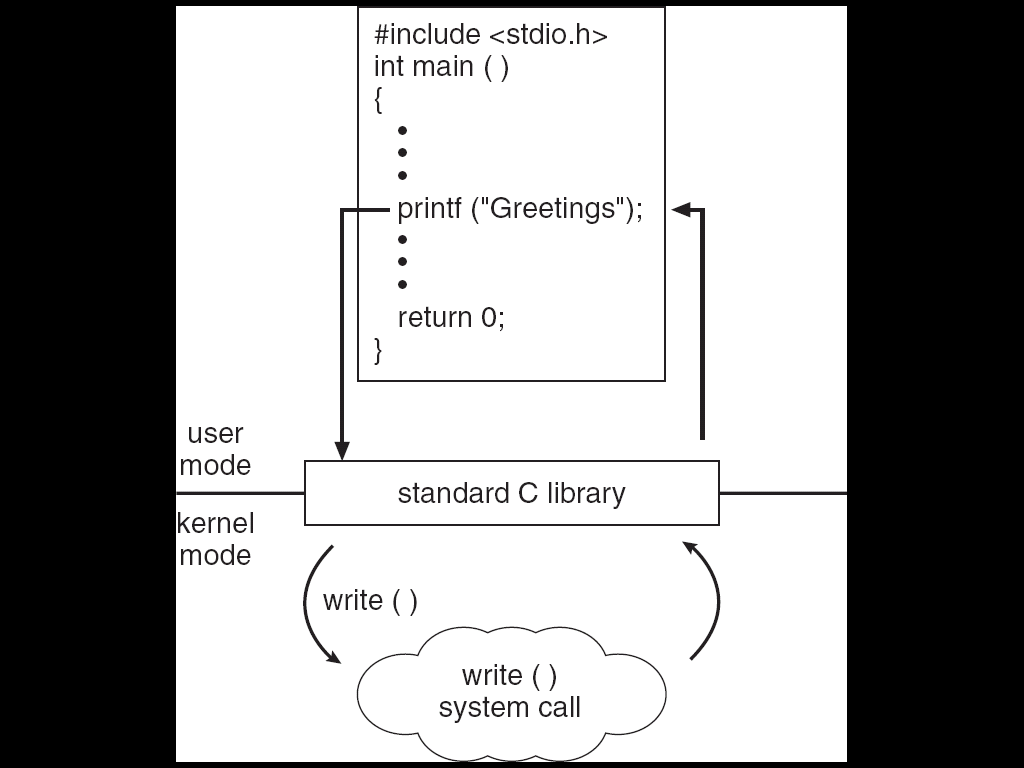 #include <stdio.h>
int main ( )
{
•
•
•
printf ("Greetings");
•
•
•
return 0;
}
user
mode
standard C library
kernel
mode
write ( )
write ( )
system call